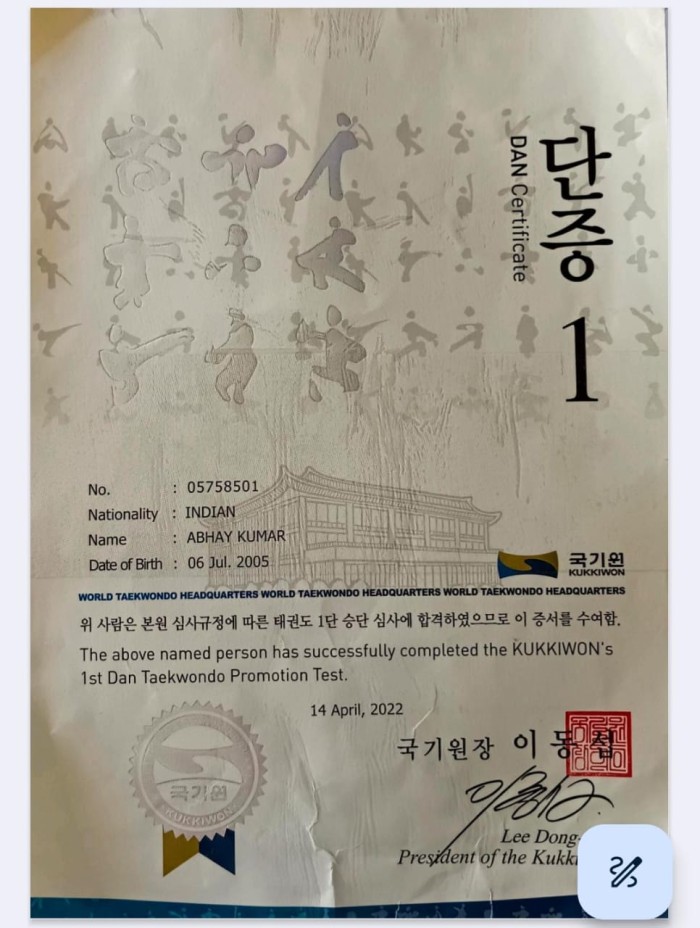 단증
DAN Certificate
1
No. : 05758501
Nationality : INDIAN
Name : ABHAY KUMAR
Date of Birth : 06 Jul. 2005
국기원
KUKKIWON
WORLD TAEKWONDO HEADQUARTERS WORLD TAEKWONDO HEADQUARTERS WORLD TAEKWONDO HEADQUARTERS
위 사람은 본원 심사규정에 따른 태권도 1단 승단 심사에 합격하였으므로 이 증서를 수여함.
The above named person has successfully completed the KUKKIWON's
1st Dan Taekwondo Promotion Test.
14 April, 2022
국기원장 이동섭
Lee Dong-
President of the Kukki
국기원
KUKKIWON